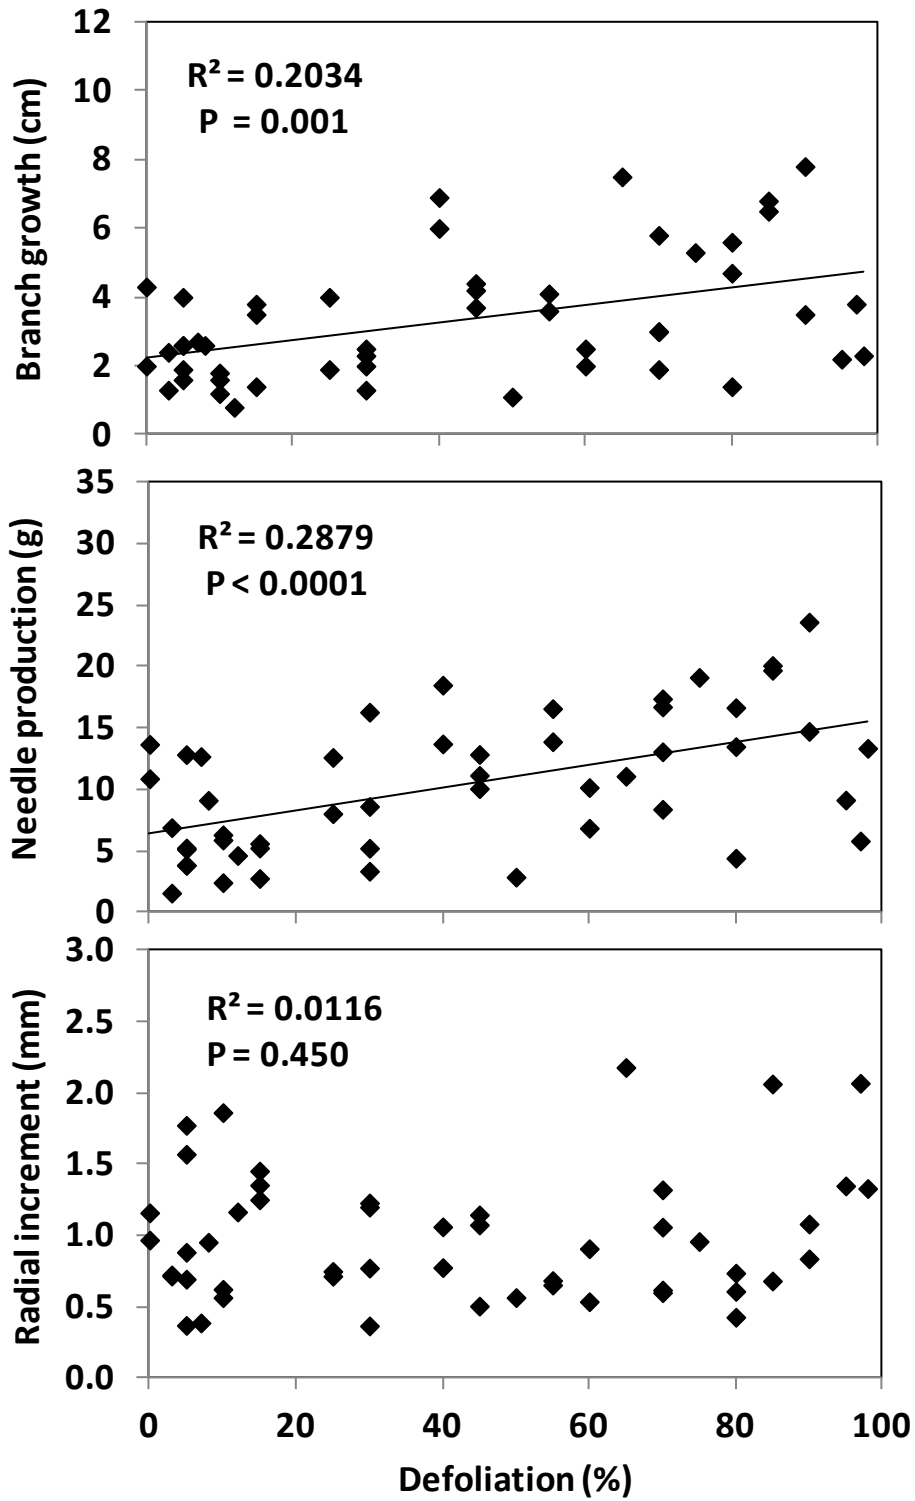 12
10
8
6
4
2
0
Branch growth (cm)
R² = 0.2034
P = 0.001
35
30
25
20
15
10
5
0
Needle production (g)
R² = 0.2879
P < 0.0001
3.0
2.5
2.0
1.5
1.0
0.5
0.0
Radial increment (mm)
R² = 0.0116
P = 0.450
0 20 40 60 80 100
Defoliation (%)